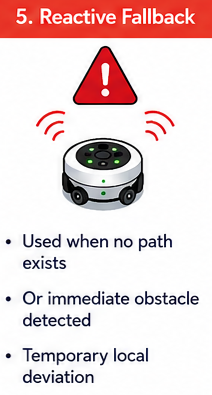 5. Reactive Fallback
• Used when no path
exists
• Or immediate obstacle
detected
• Temporary local
deviation